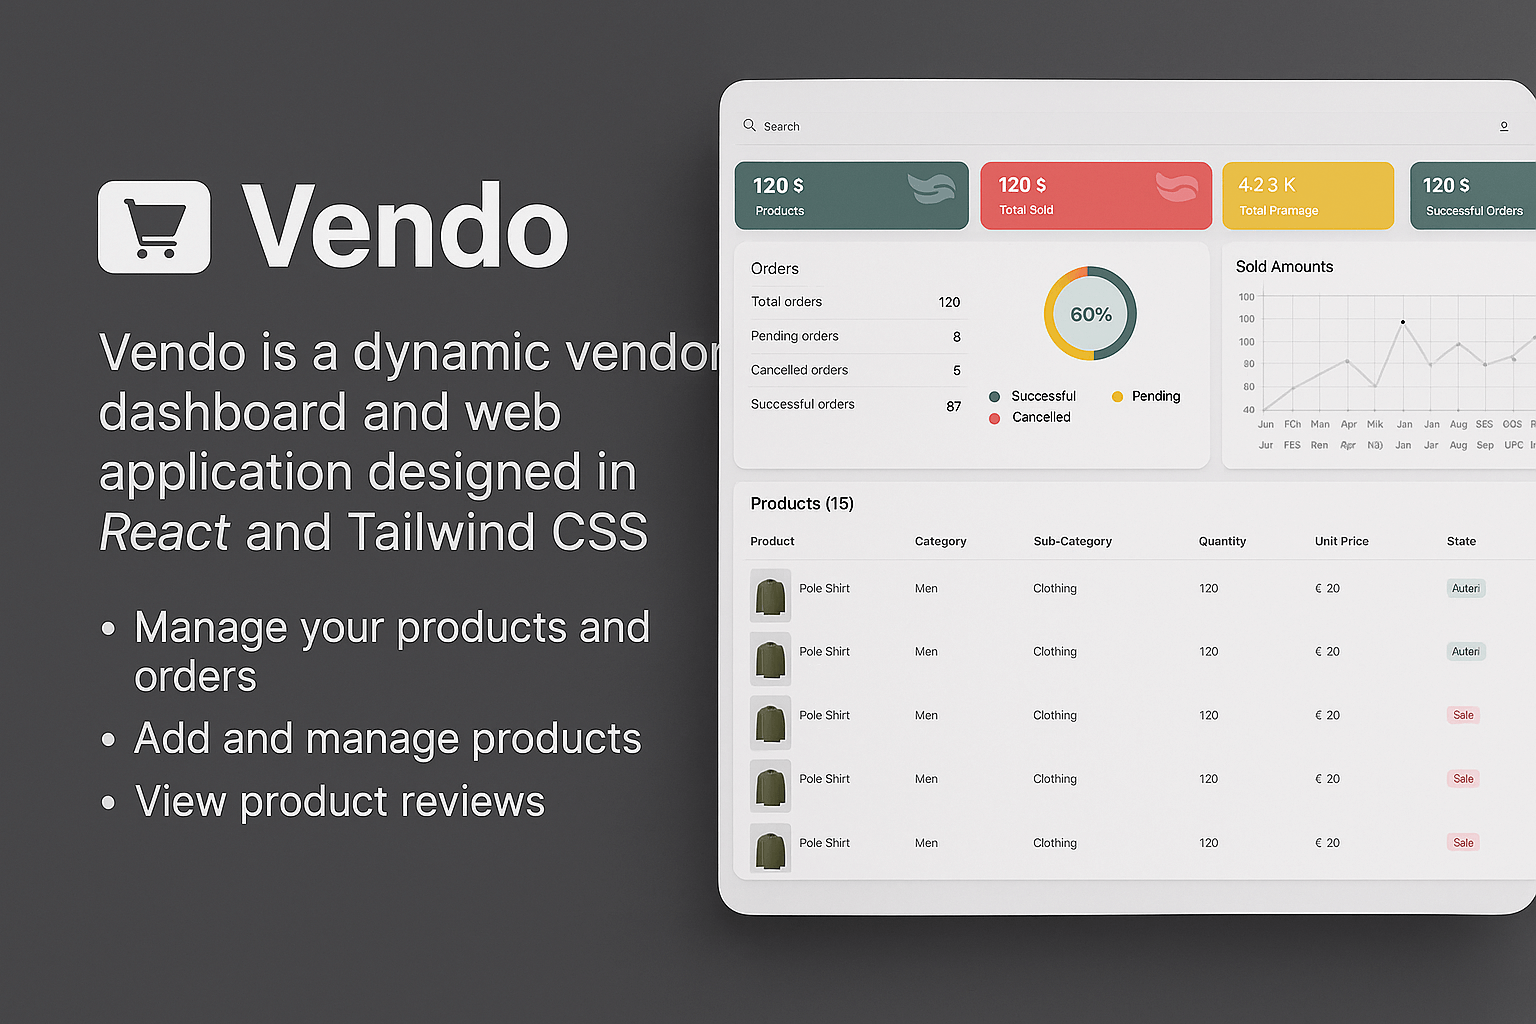 Vendo
Vendo is a dynamic vendor
dashboard and web
application designed in
React and Tailwind CSS
• Manage your products and
orders
• Add and manage products
• View product reviews
Search
120 $
Products
120 $
Total Sold
4.23 K
Total Pramage
120 $
Successful Orders
Orders
Total orders 120
Pending orders 8
Cancelled orders 5
Successful orders 87
60%
Successful
Pending
Cancelled
Sold Amounts
100
100
100
80
80
40
Jun FCh Man Apr Mik Jan Jan Aug SES
Jur FES Ren Jan Jar Aug Sep UPC
Products (15)
Product Category Sub-Category Quantity Unit Price State
Pole Shirt Men Clothing 120 € 20 Auteri
Pole Shirt Men Clothing 120 € 20 Auteri
Pole Shirt Men Clothing 120 € 20 Sale
Pole Shirt Men Clothing 120 € 20 Sale
Pole Shirt Men Clothing 120 € 20 Sale